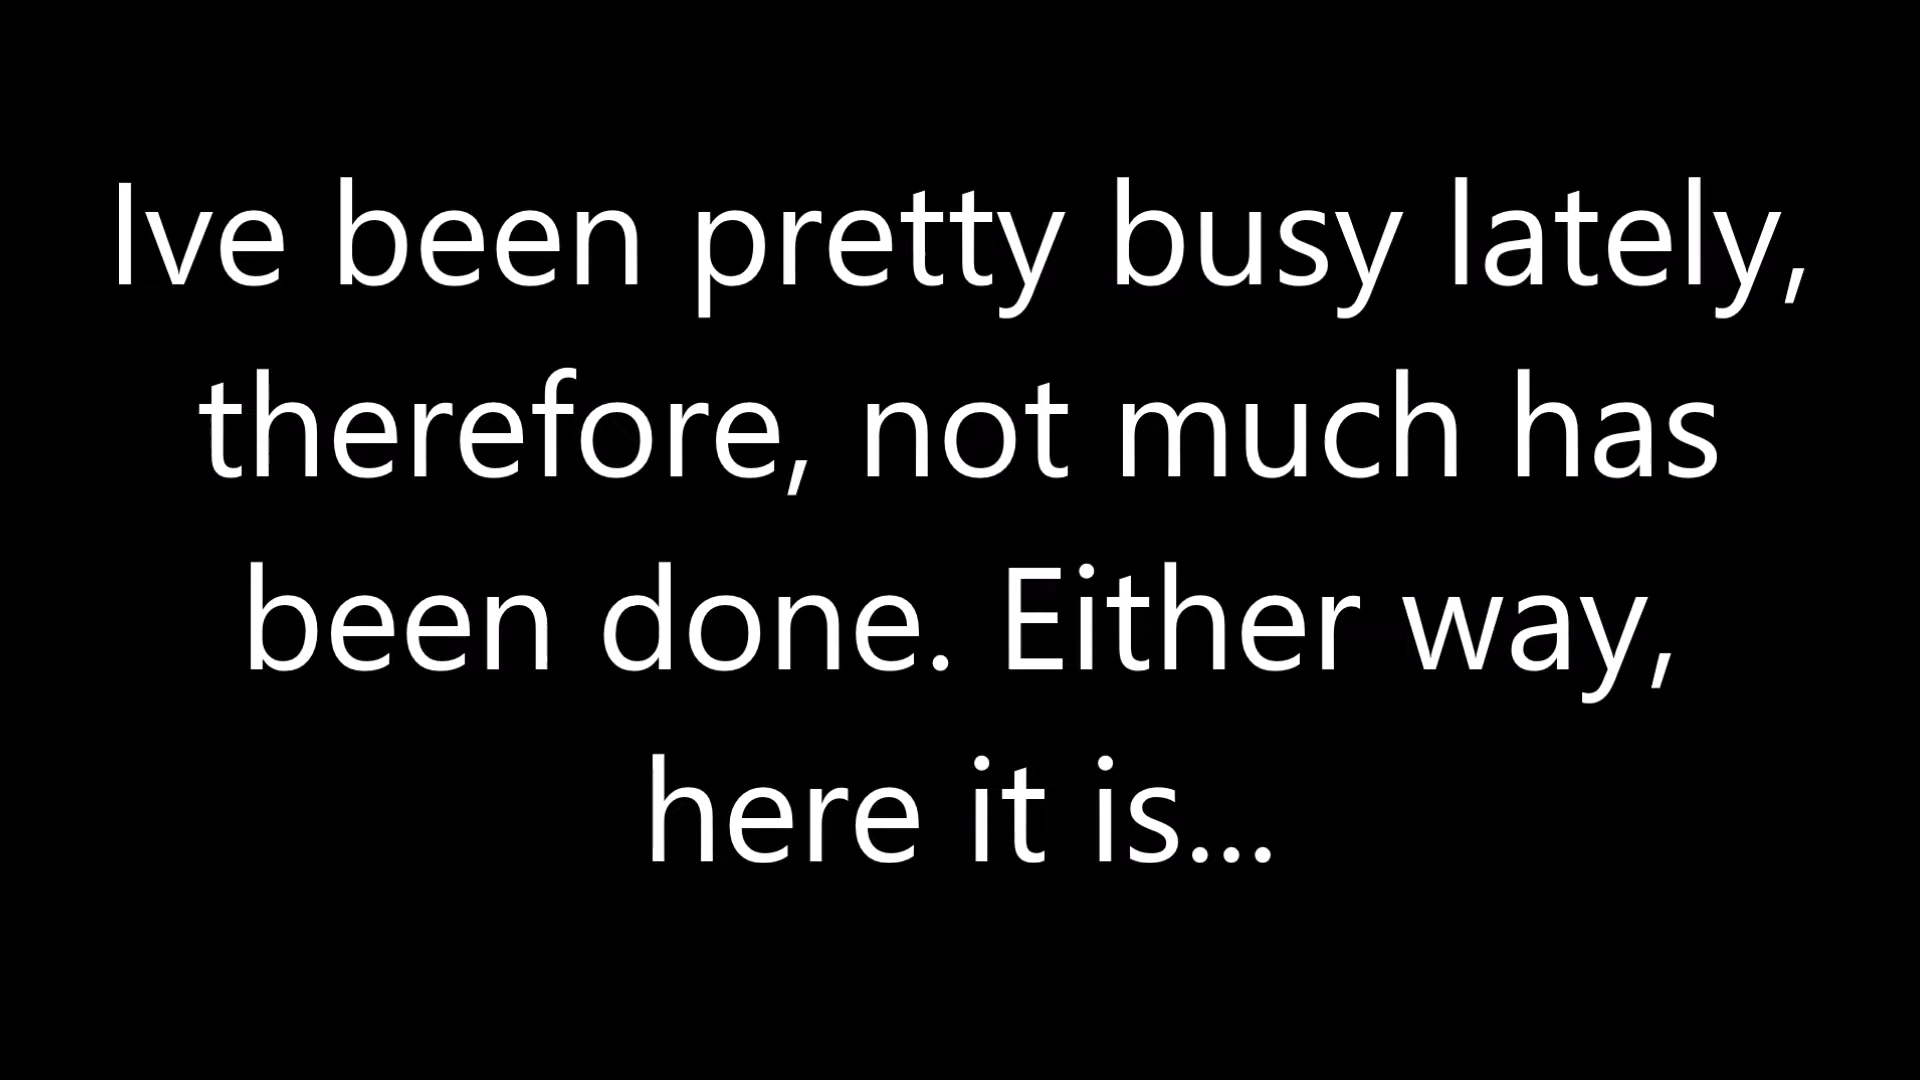 Ive been pretty busy lately,
therefore, not much has
been done. Either way,
here it is...